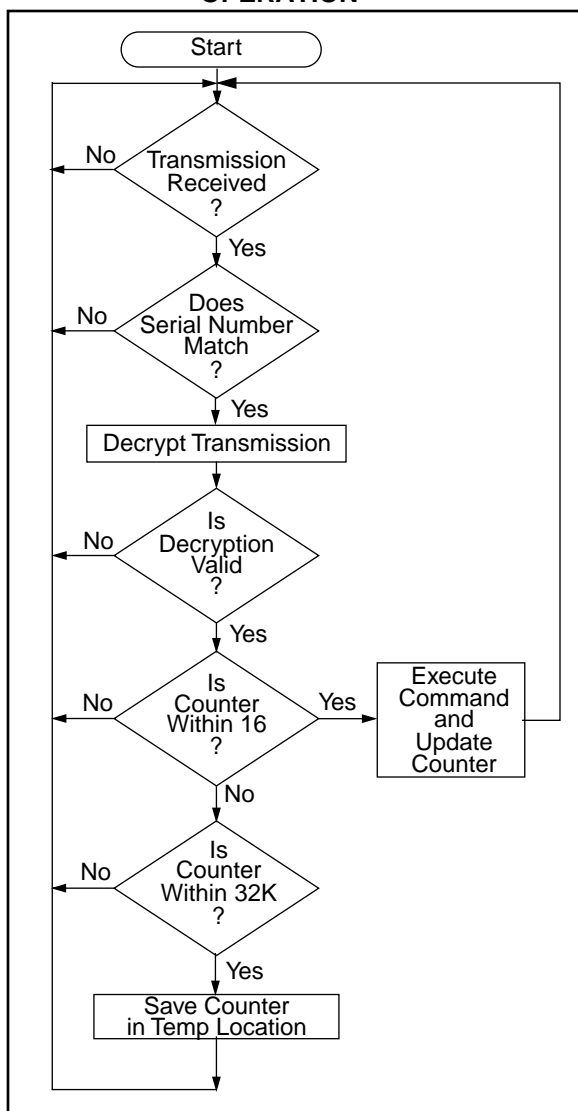 OPERATION
Start
No
Transmission
Received
?
Yes
No
Does
Serial Number
Match
?
Yes
Decrypt Transmission
No
Is
Decryption
Valid
?
Yes
No
Is
Counter
Within 16
?
Yes
Execute
Command
and
Update
Counter
No
No
Is
Counter
Within 32K
?
Yes
Save Counter
in Temp Location